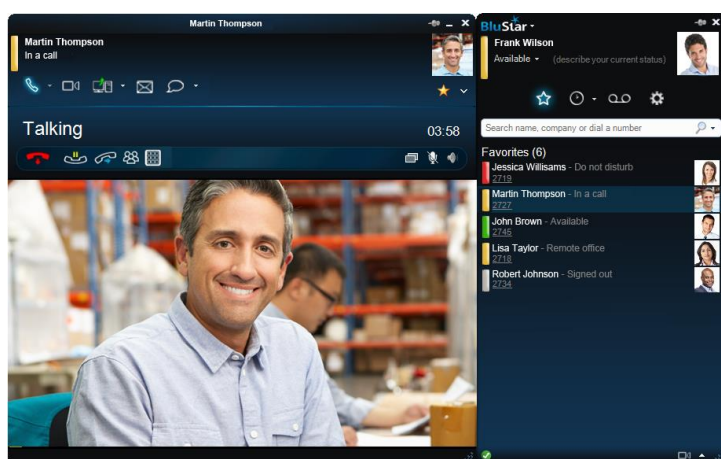 Martin Thompson
Martin Thompson
In a call
Talking
03:58
BluStar
Frank Wilson
Available
(describe your current status)
Search name, company or dial a number
Favorites (6)
Jessica Willisams - Do not disturb
2719
Martin Thompson - In a call
2727
John Brown - Available
2745
Lisa Taylor - Remote office
2718
Robert Johnson - Signed out
2734